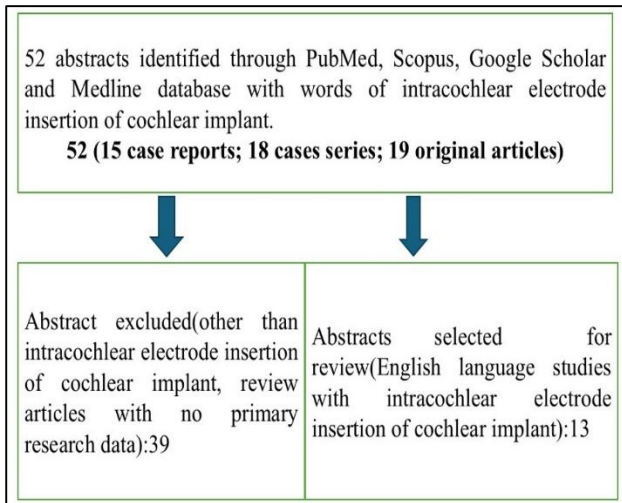 52 abstracts identified through PubMed, Scopus, Google Scholar
and Medline database with words of intracochlear electrode
insertion of cochlear implant.
52 (15 case reports; 18 cases series; 19 original articles)
Abstract excluded(other than
intracochlear electrode insertion
of cochlear implant, review
articles with no primary
research data):39
Abstracts selected for
review(English language studies
with intracochlear electrode
insertion of cochlear implant):13